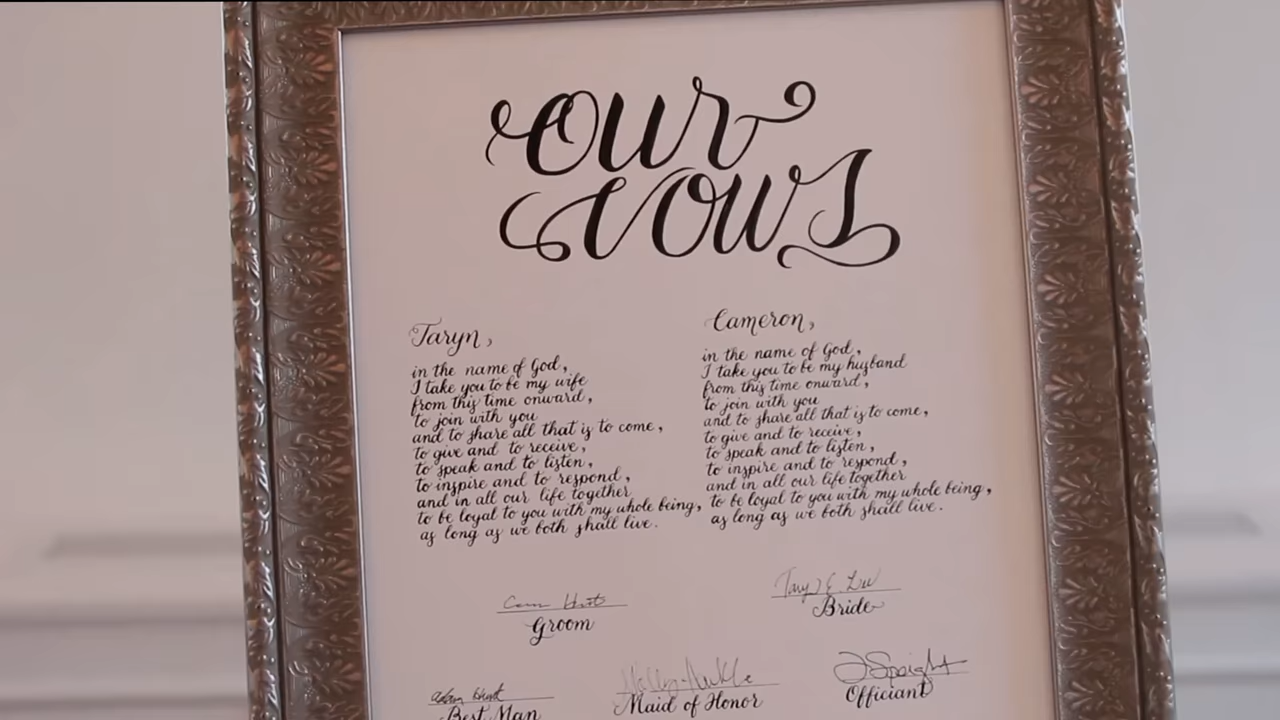 our
vows
Taryn,
in the name of God,
I take you to be my wife
from this time onward,
to join with you
and to share all that is to come,
to give and to receive,
to speak and to listen,
to inspire and to respond,
and in all our life together
to be loyal to you with my whole being,
as long as we both shall live.
Cameron,
in the name of God,
I take you to be my husband
from this time onward,
to join with you
and to share all that is to come,
to give and to receive,
to speak and to listen,
to inspire and to respond,
and in all our life together
to be loyal to you with my whole being,
as long as we both shall live.
Groom
Bride
Best Man
Maid of Honor
Officiant